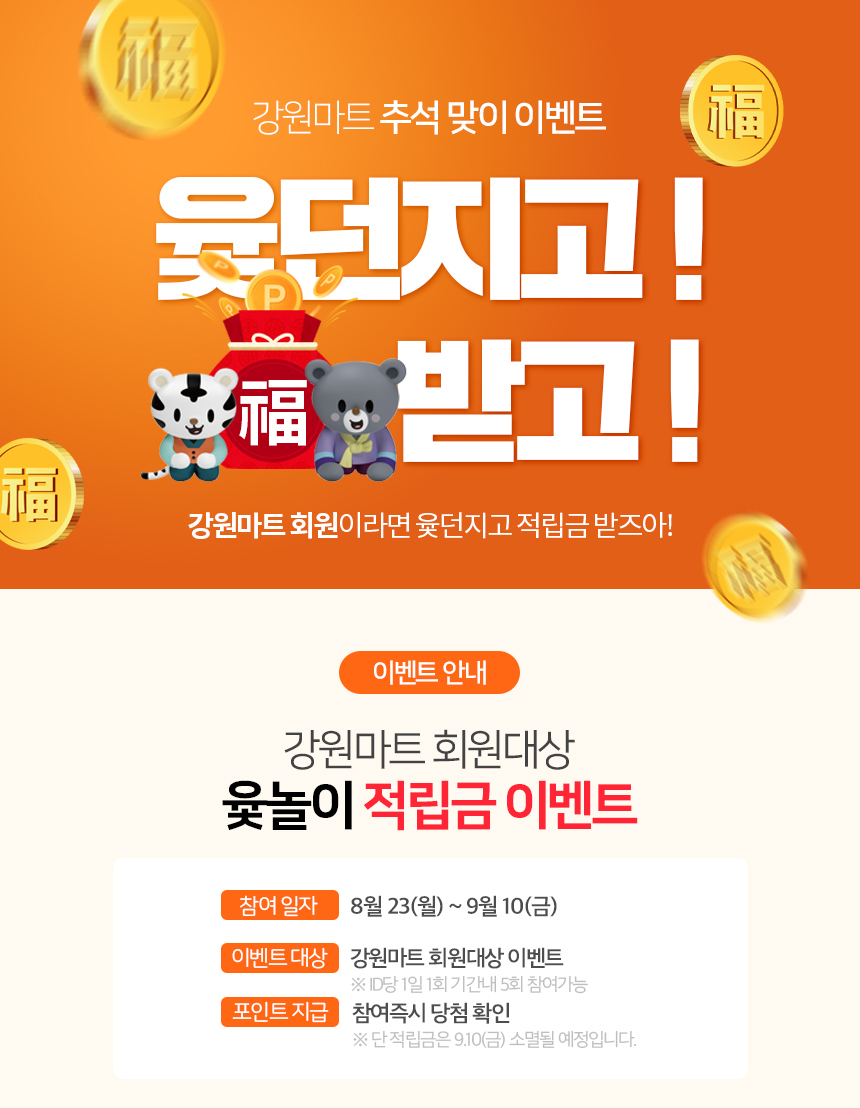 福
福
강원마트 추석 맞이 이벤트
윷던지고!
P
P
P
P
福
받고!
福
강원마트 회원이라면 윷던지고 적립금 받즈아!
福
이벤트 안내
강원마트 회원대상
윷놀이 적립금 이벤트
참여 일자 8월 23(월) ~ 9월 10(금)
이벤트 대상 강원마트 회원대상 이벤트
※ ID당 1일 1회 기간내 5회 참여가능
포인트 지급 참여즉시 당첨 확인
※ 단 적립금은 9.10(금) 소멸될 예정입니다.